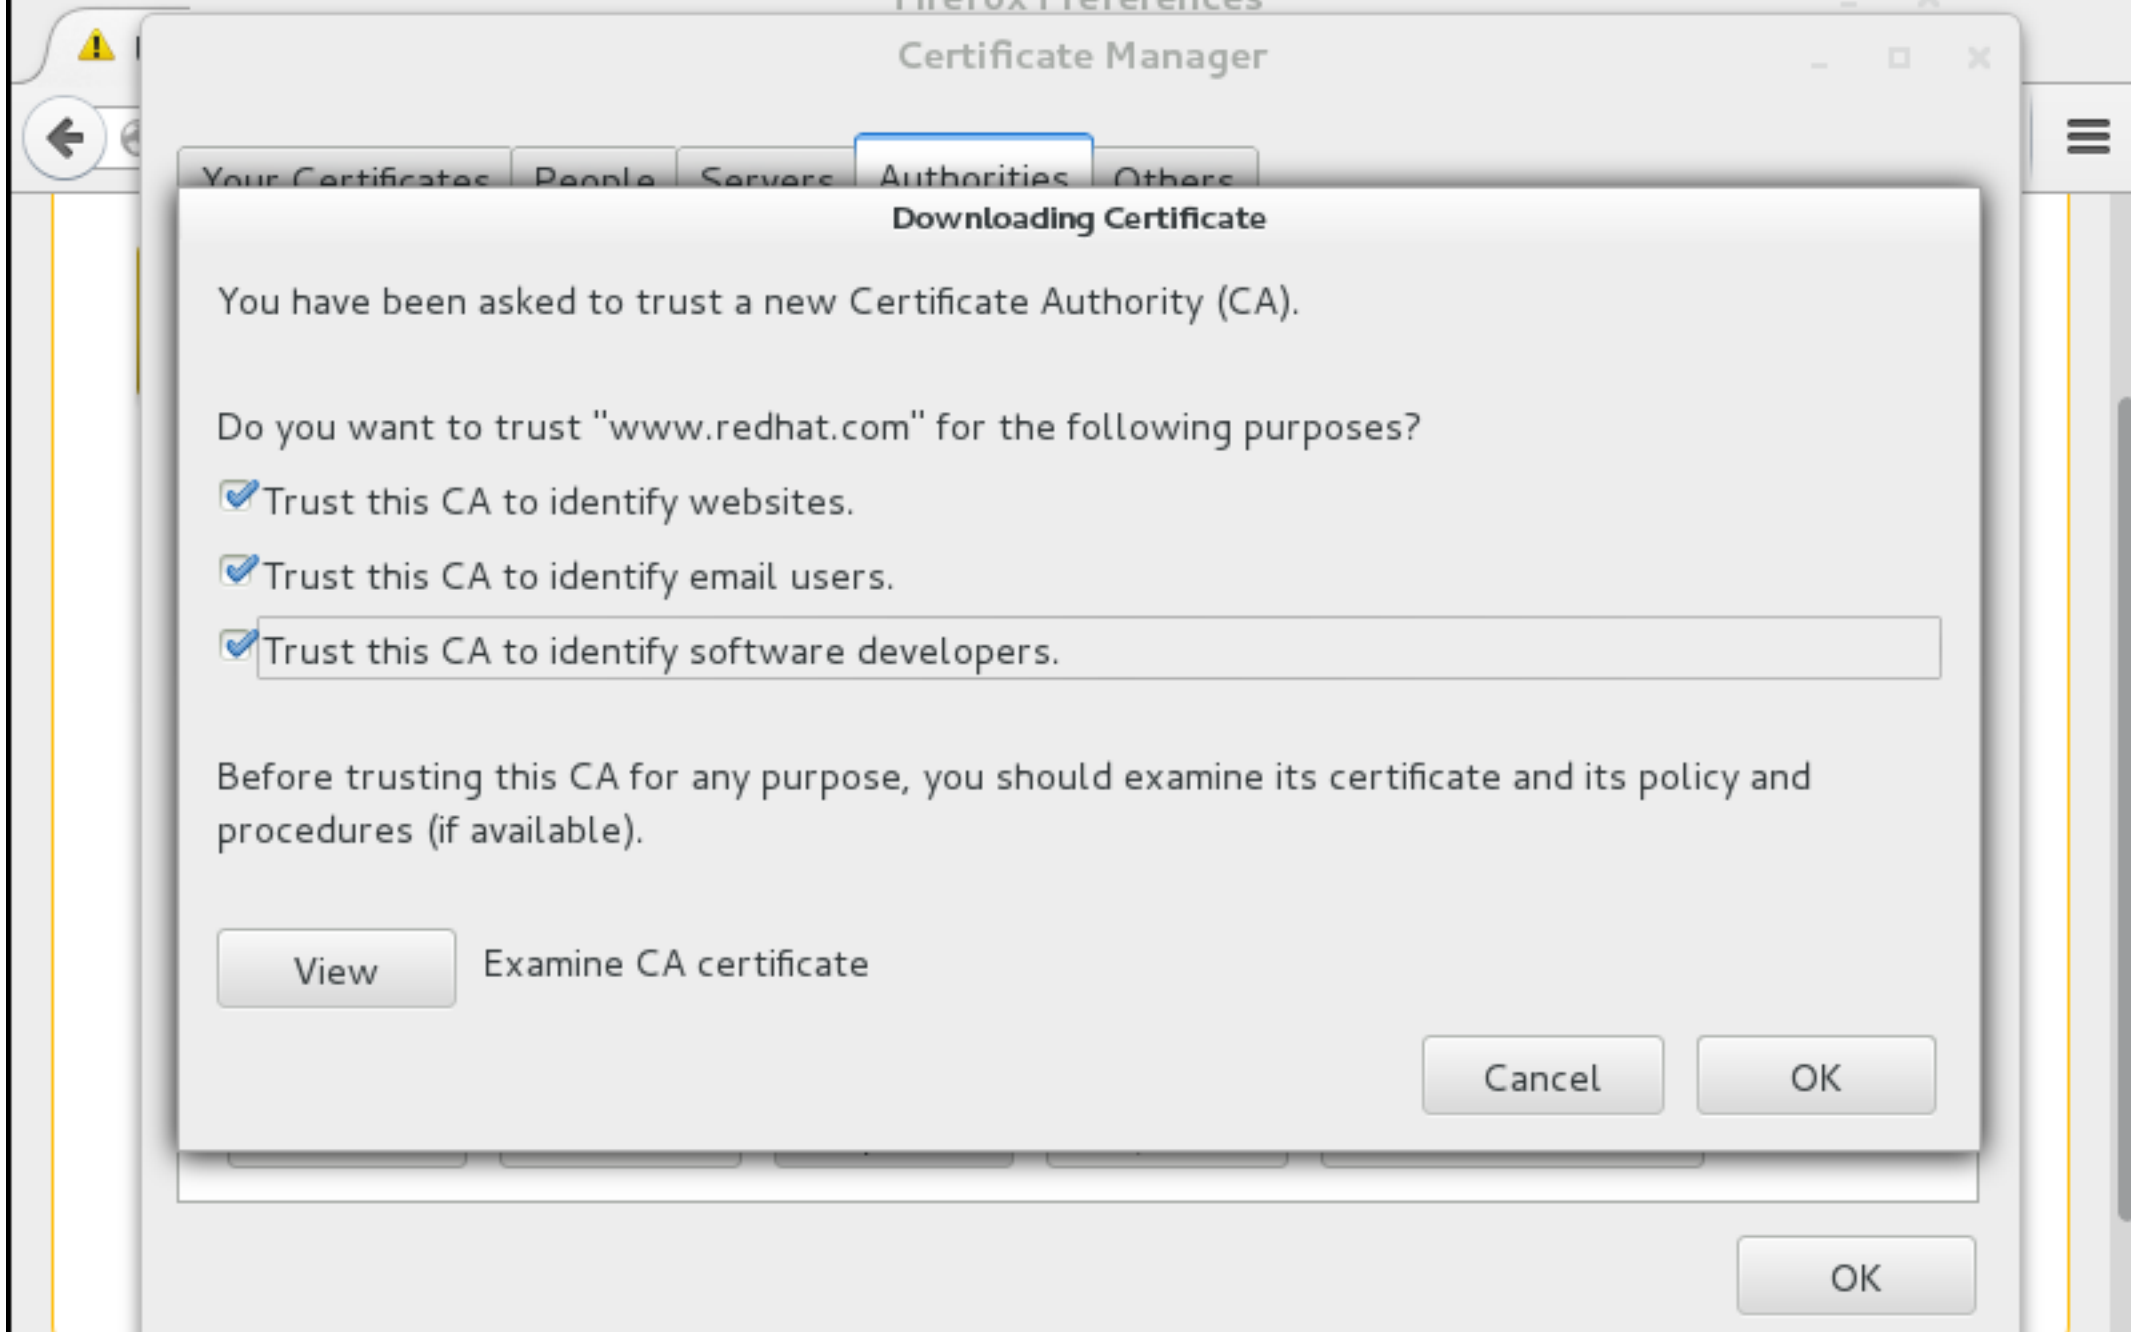 Firefox Preferences
Certificate Manager
Your Certificates People Servers Authorities Others
Downloading Certificate
You have been asked to trust a new Certificate Authority (CA).
Do you want to trust "www.redhat.com" for the following purposes?
Trust this CA to identify websites.
Trust this CA to identify email users.
Trust this CA to identify software developers.
Before trusting this CA for any purpose, you should examine its certificate and its policy and
procedures (if available).
View Examine CA certificate
Cancel OK
OK